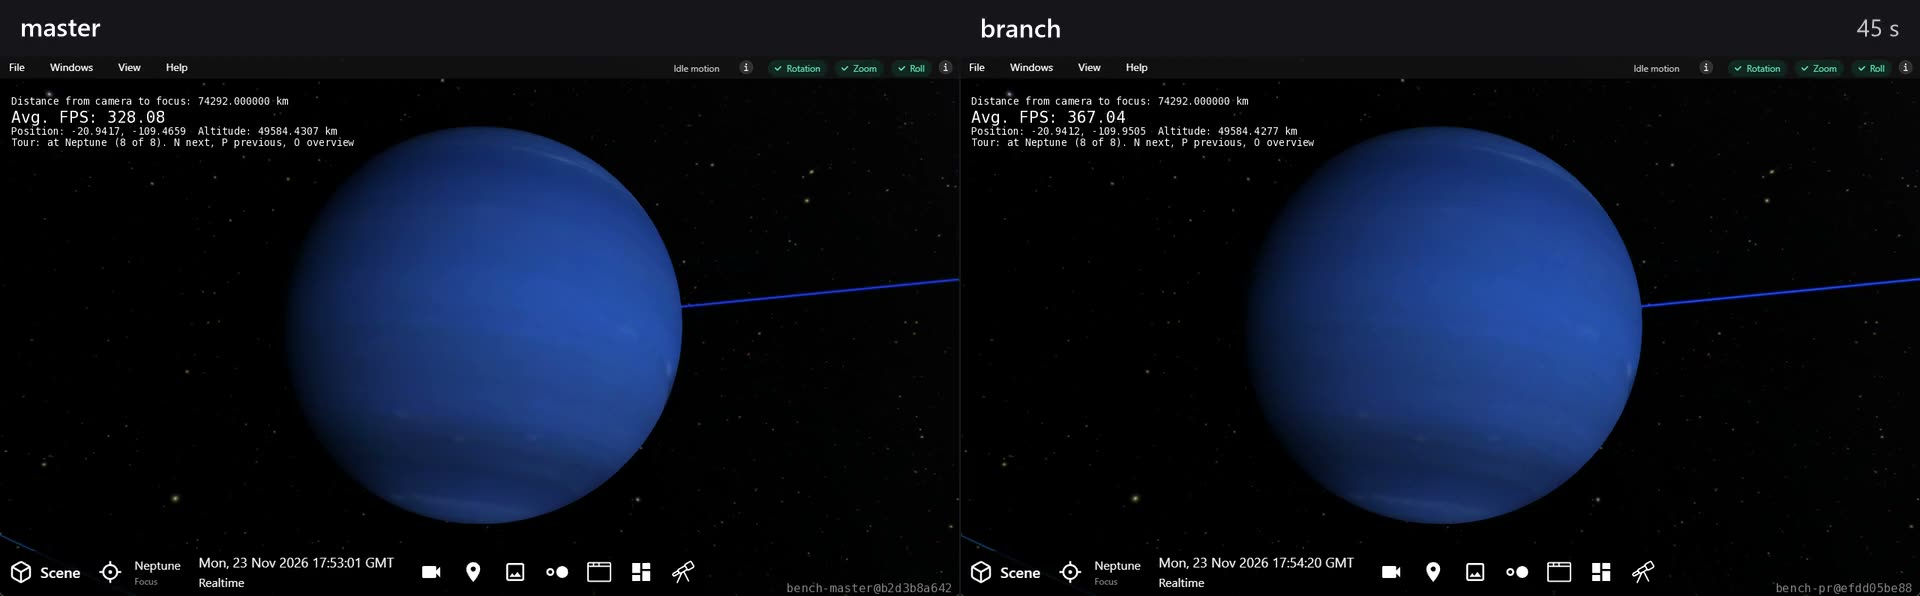 master
File Windows View Help Idle motion i Rotation Zoom Roll i
Distance from camera to focus: 74292.000000 km
Avg. FPS: 328.08
Position: -20.9417, -109.4659 Altitude: 49584.4307 km
Tour: at Neptune (8 of 8). N next, P previous, O overview
Scene
Neptune
Focus
Mon, 23 Nov 2026 17:53:01 GMT
Realtime
bench-master@b2d3b8a642
branch
45 s
File Windows View Help Idle motion i Rotation Zoom Roll i
Distance from camera to focus: 74292.000000 km
Avg. FPS: 367.04
Position: -20.9412, -109.9505 Altitude: 49584.4277 km
Tour: at Neptune (8 of 8). N next, P previous, O overview
Scene
Neptune
Focus
Mon, 23 Nov 2026 17:54:20 GMT
Realtime
bench-pr@efdd05be88